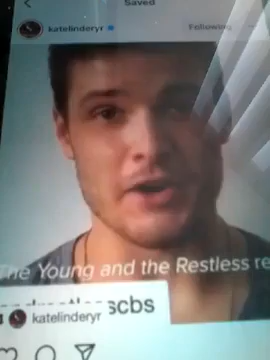 Saved
katelinderyr
Following
The Young and the Restless re
scbs
katelinderyr